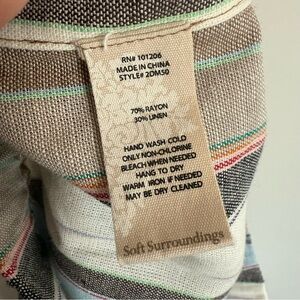 RN# 101206
MADE IN CHINA
STYLE# 2DM50
70% RAYON
30% LINEN
HAND WASH COLD
ONLY NON-CHLORINE
BLEACH WHEN NEEDED
HANG TO DRY
WARM IRON IF NEEDED
MAY BE DRY CLEANED
Soft Surroundings